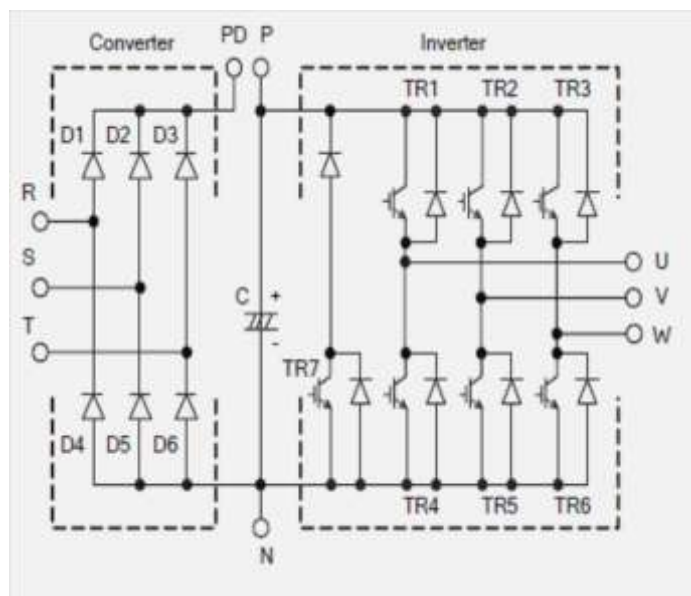 Converter
PD P
Inverter
TR1 TR2 TR3
D1 D2 D3
R
S
U
C +
V
T
-
W
TR7
D4 D5 D6
TR4 TR5 TR6
N